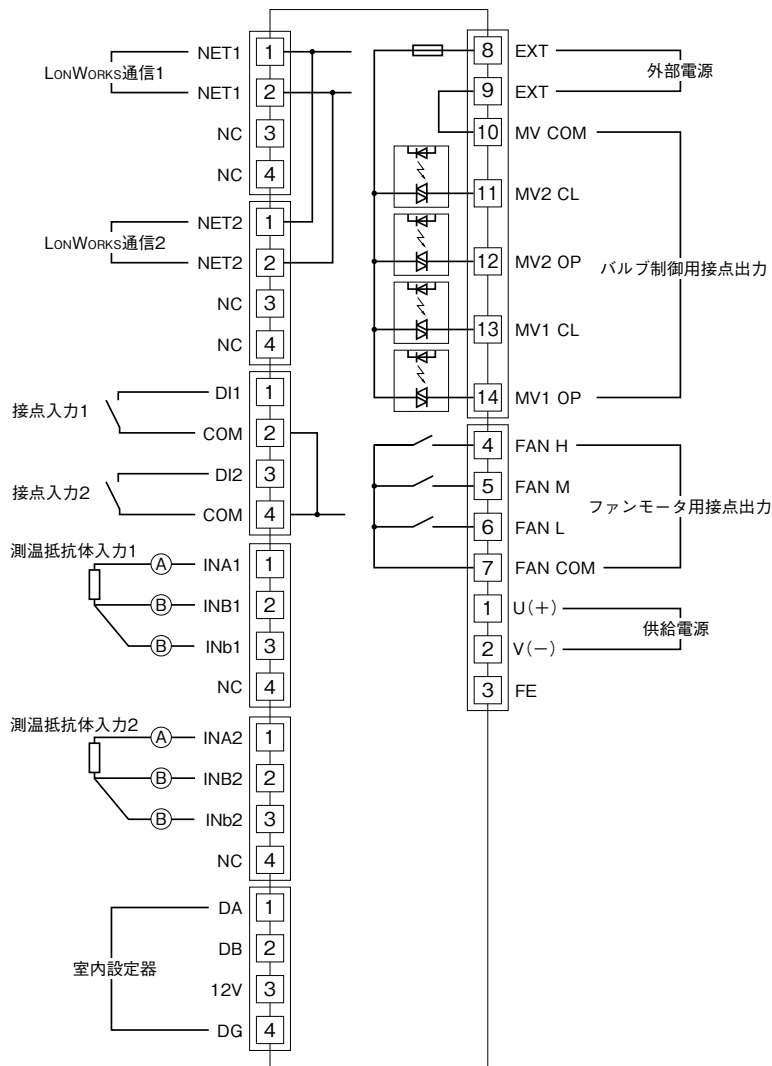 LONWORKS通信1
NET1 1
NET1 2
NC 3
NC 4
LONWORKS通信2
NET2 1
NET2 2
NC 3
NC 4
接点入力1
DI1 1
COM 2
接点入力2
DI2 3
COM 4
測温抵抗体入力1
A INA1 1
B INB1 2
B INb1 3
NC 4
測温抵抗体入力2
A INA2 1
B INB2 2
B INb2 3
NC 4
室内設定器
DA 1
DB 2
12V 3
DG 4
8 EXT
9 EXT
外部電源
10 MV COM
11 MV2 CL
12 MV2 OP
13 MV1 CL
14 MV1 OP
バルブ制御用接点出力
4 FAN H
5 FAN M
6 FAN L
7 FAN COM
ファンモータ用接点出力
1 U(+)
2 V(−)
供給電源
3 FE